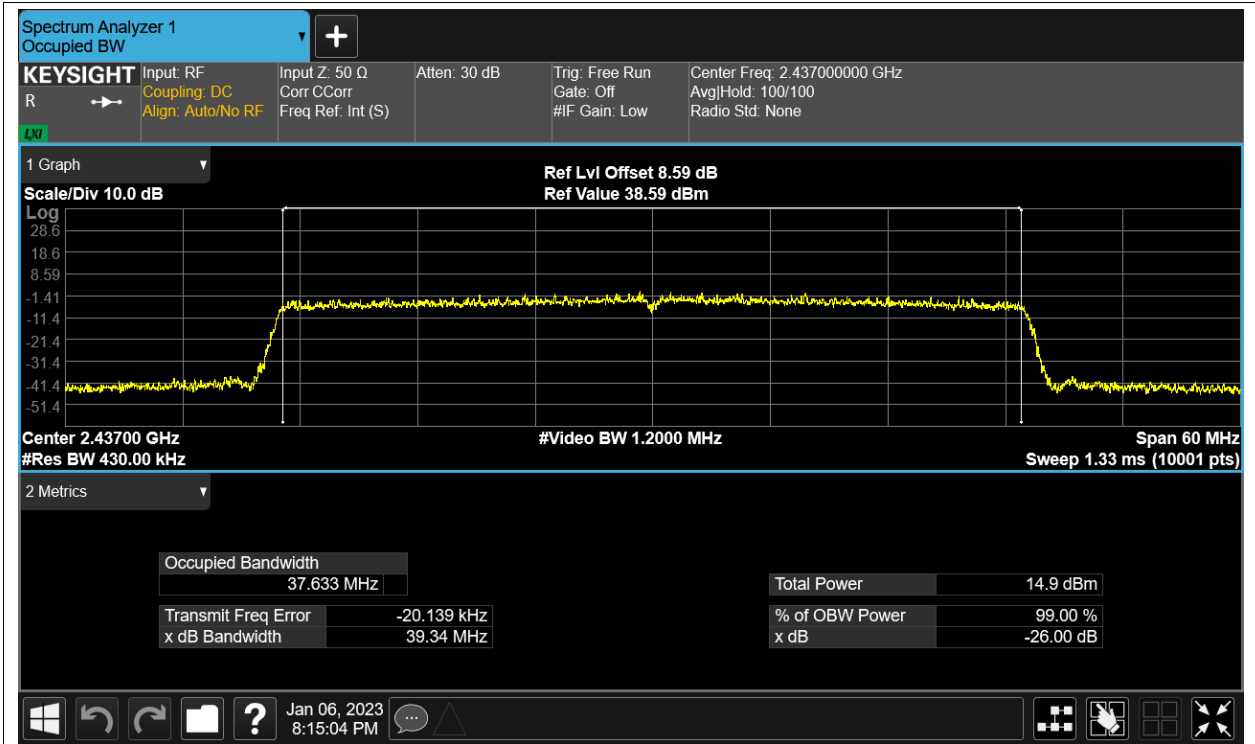 Spectrum Analyzer 1
Occupied BW
KEYSIGHT
R
LXI
Input: RF
Coupling: DC
Align: Auto/No RF
Input Z: 50 Ω
Corr CCorr
Freq Ref: Int (S)
Atten: 30 dB
Trig: Free Run
Gate: Off
#IF Gain: Low
Center Freq: 2.437000000 GHz
Avg|Hold: 100/100
Radio Std: None
1 Graph
Scale/Div 10.0 dB
Ref Lvl Offset 8.59 dB
Ref Value 38.59 dBm
Log
28.6
18.6
8.59
-1.41
-11.4
-21.4
-31.4
-41.4
-51.4
Center 2.43700 GHz
#Video BW 1.2000 MHz
Span 60 MHz
#Res BW 430.00 kHz
Sweep 1.33 ms (10001 pts)
2 Metrics
Occupied Bandwidth
37.633 MHz
Total Power 14.9 dBm
Transmit Freq Error -20.139 kHz
% of OBW Power 99.00 %
x dB Bandwidth 39.34 MHz
x dB -26.00 dB
?
Jan 06, 2023
8:15:04 PM